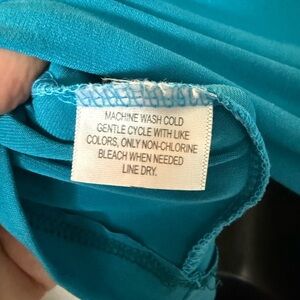 MACHINE WASH COLD
GENTLE CYCLE WITH LIKE
COLORS, ONLY NON-CHLORINE
BLEACH WHEN NEEDED
LINE DRY.